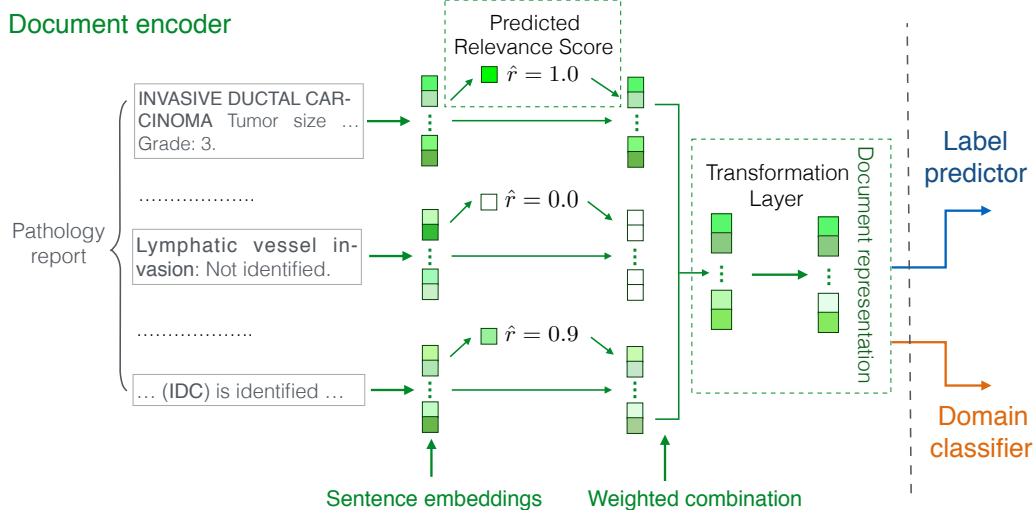 Document encoder
Predicted
Relevance Score
r̂ = 1.0
INVASIVE DUCTAL CAR-
CINOMA Tumor size ...
Grade: 3.
...................
r̂ = 0.0
Pathology
report
Lymphatic vessel in-
vasion: Not identified.
...................
r̂ = 0.9
... (IDC) is identified ...
Sentence embeddings
Weighted combination
Transformation
Layer
Document representation
Label
predictor
Domain
classifier